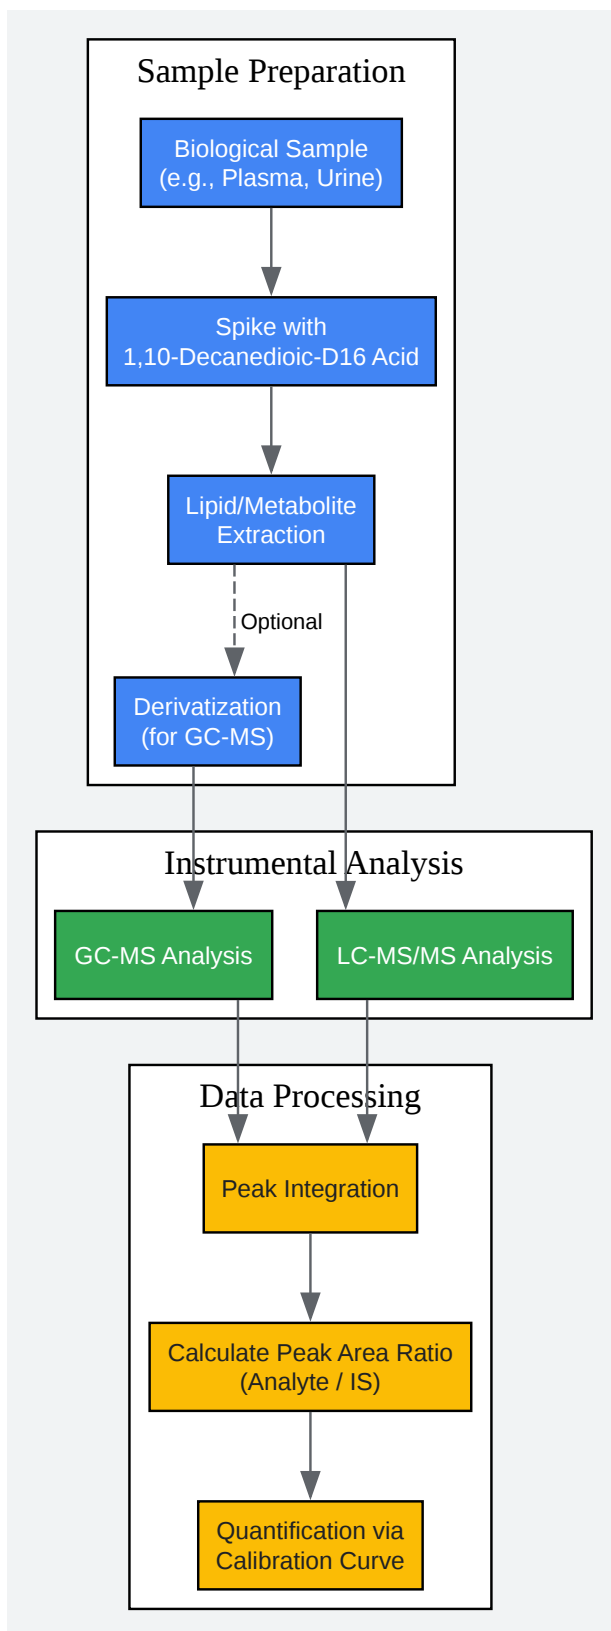 Sample Preparation
Biological Sample
(e.g., Plasma, Urine)
Spike with
1,10-Decanedioic-D16 Acid
Lipid/Metabolite
Extraction
Optional
Derivatization
(for GC-MS)
Instrumental Analysis
GC-MS Analysis
LC-MS/MS Analysis
Data Processing
Peak Integration
Calculate Peak Area Ratio
(Analyte / IS)
Quantification via
Calibration Curve